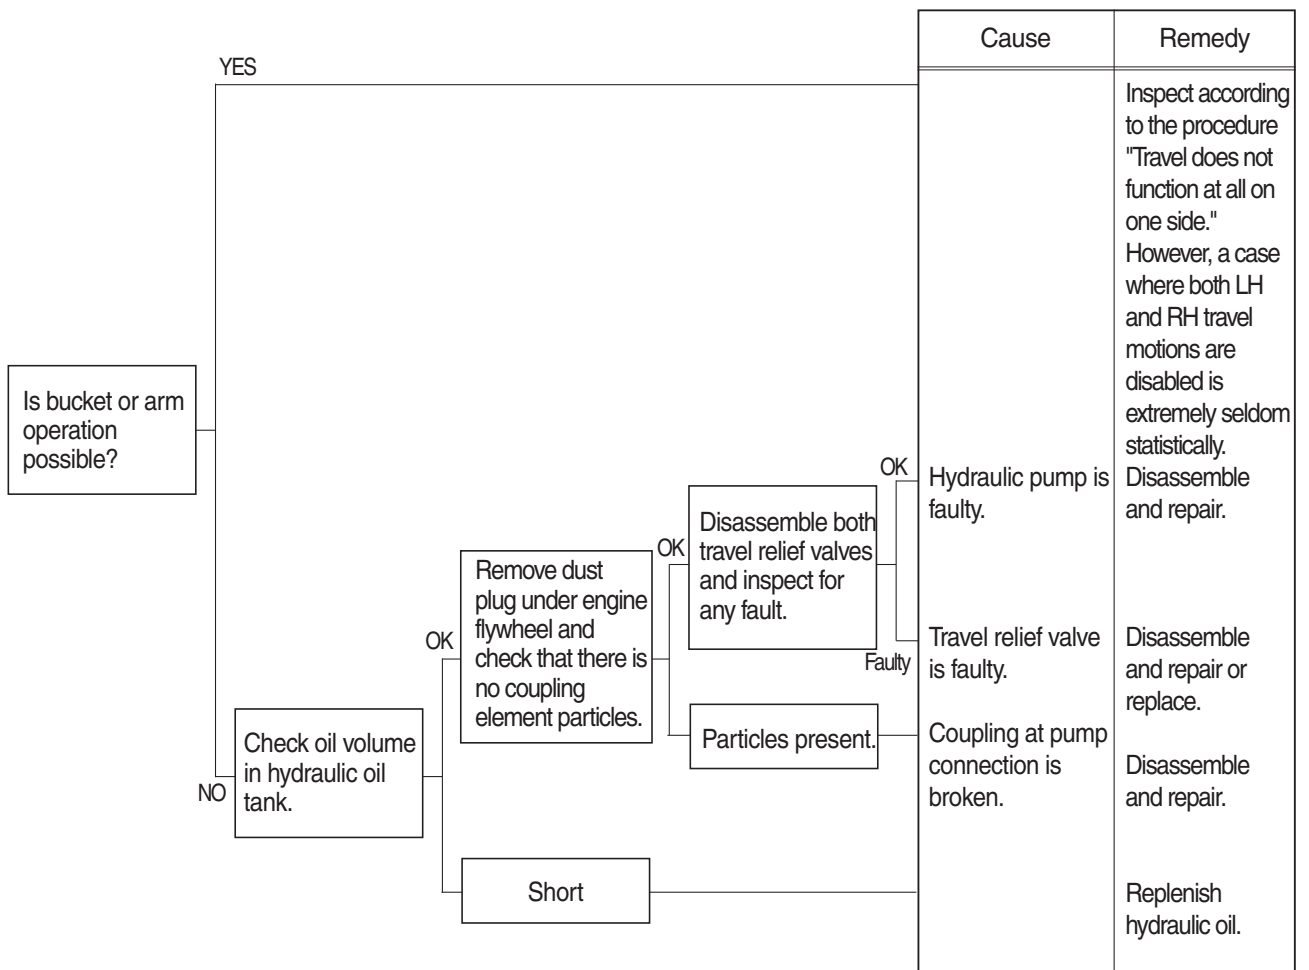 Cause
Remedy
YES
Inspect according
to the procedure
"Travel does not
function at all on
one side."
However, a case
where both LH
and RH travel
motions are
disabled is
extremely seldom
statistically.
Is bucket or arm
operation
possible?
OK
Hydraulic pump is
faulty.
Disassemble
and repair.
Disassemble both
travel relief valves
and inspect for
any fault.
OK
Remove dust
plug under engine
flywheel and
check that there is
no coupling
element particles.
OK
Faulty
Travel relief valve
is faulty.
Disassemble
and repair or
replace.
Particles present.
Coupling at pump
connection is
broken.
Disassemble
and repair.
NO
Check oil volume
in hydraulic oil
tank.
Short
Replenish
hydraulic oil.